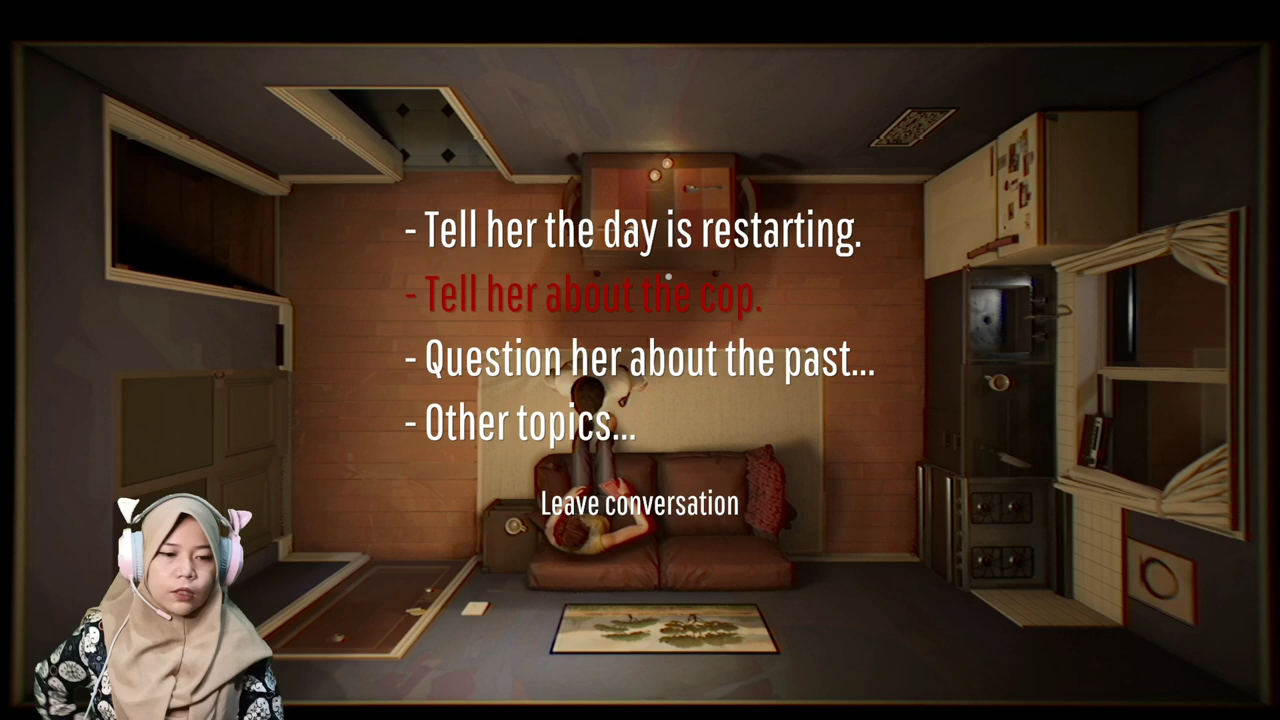 - Tell her the day is restarting.
- Tell her about the cop.
- Question her about the past...
- Other topics...
Leave conversation